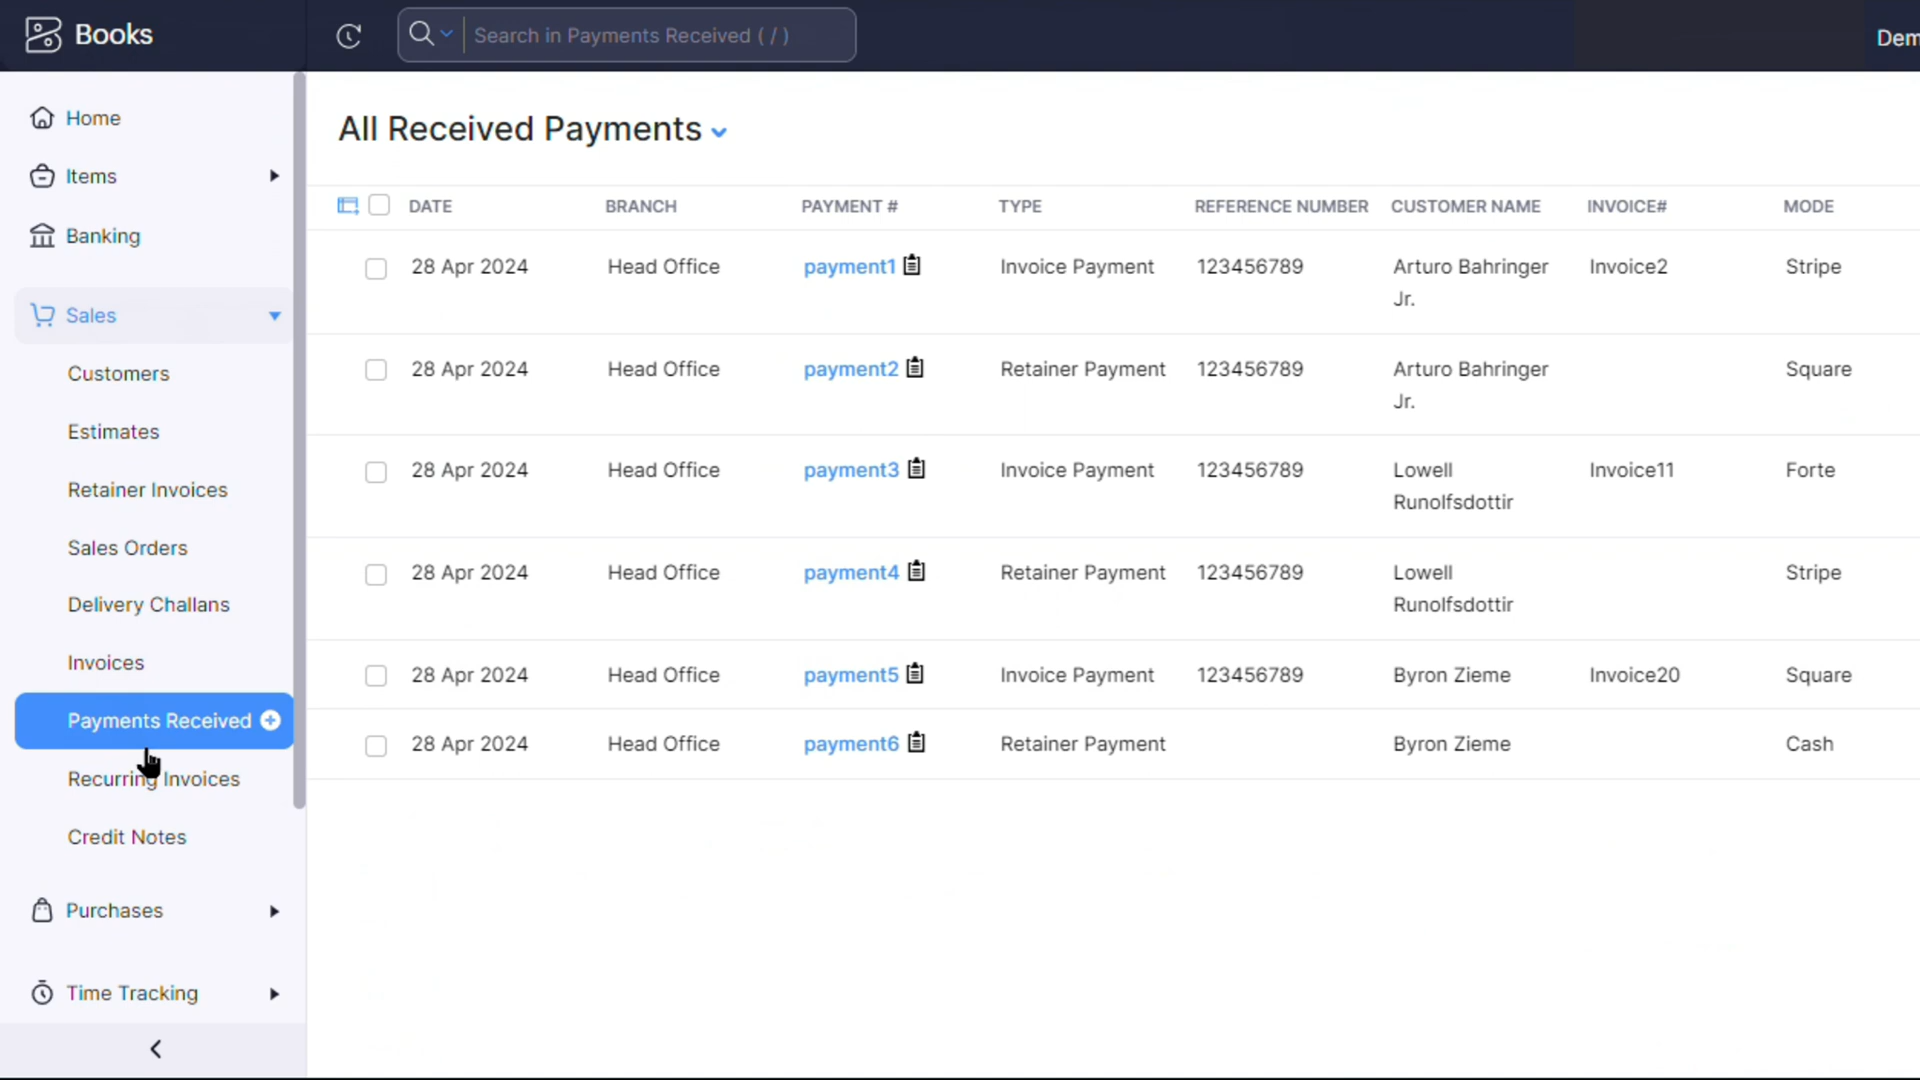 Books
Search in Payments Received ( / )
Dem
Home
Items
Banking
Sales
Customers
Estimates
Retainer Invoices
Sales Orders
Delivery Challans
Invoices
Payments Received
Recurring Invoices
Credit Notes
Purchases
Time Tracking
All Received Payments
DATE BRANCH PAYMENT # TYPE REFERENCE NUMBER CUSTOMER NAME INVOICE# MODE
28 Apr 2024 Head Office payment1 Invoice Payment 123456789 Arturo Bahringer Invoice2 Stripe
Jr.
28 Apr 2024 Head Office payment2 Retainer Payment 123456789 Arturo Bahringer Square
Jr.
28 Apr 2024 Head Office payment3 Invoice Payment 123456789 Lowell Invoice11 Forte
Runolfsdottir
28 Apr 2024 Head Office payment4 Retainer Payment 123456789 Lowell Stripe
Runolfsdottir
28 Apr 2024 Head Office payment5 Invoice Payment 123456789 Byron Zieme Invoice20 Square
28 Apr 2024 Head Office payment6 Retainer Payment Byron Zieme Cash